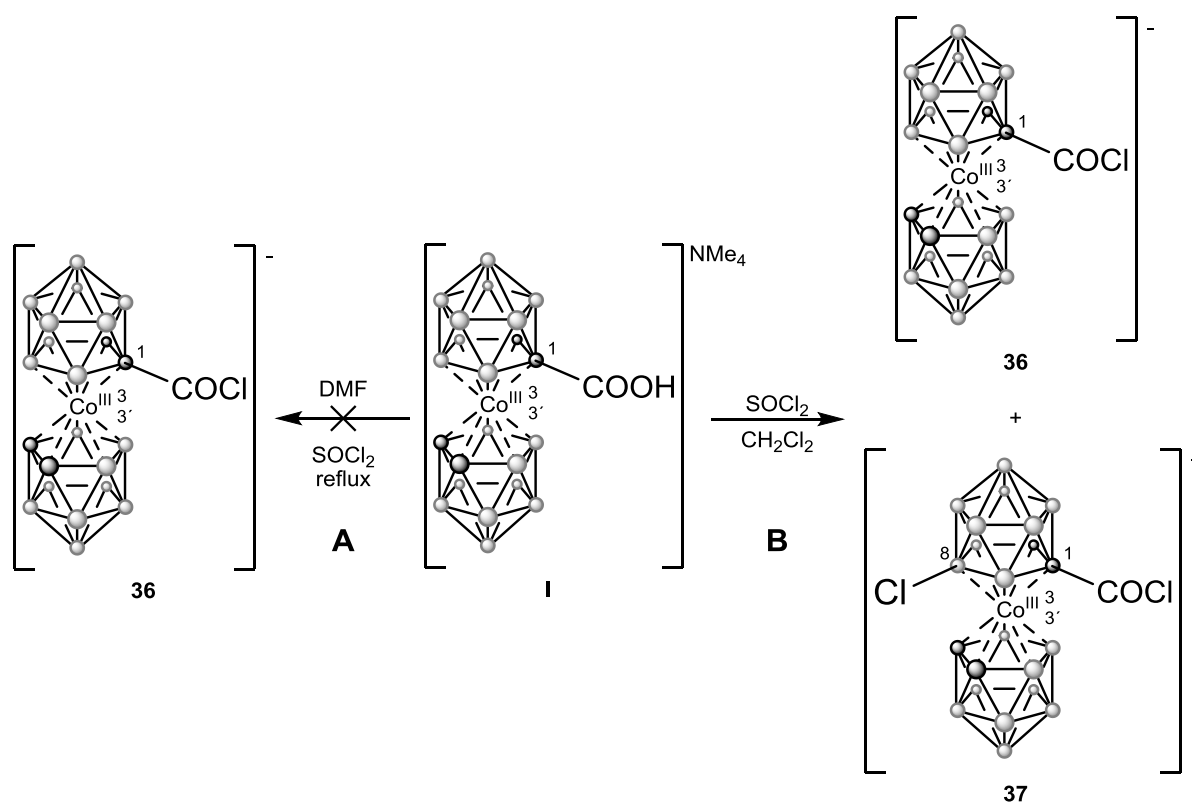 -
1
COCl
Co III 3
3´
36
+
-
8
1
Cl
COCl
Co III 3
3´
37
-
1
COCl
Co III 3
3´
36
DMF
SOCl2
reflux
A
NMe4
1
COOH
Co III 3
3´
I
SOCl2
CH2Cl2
B